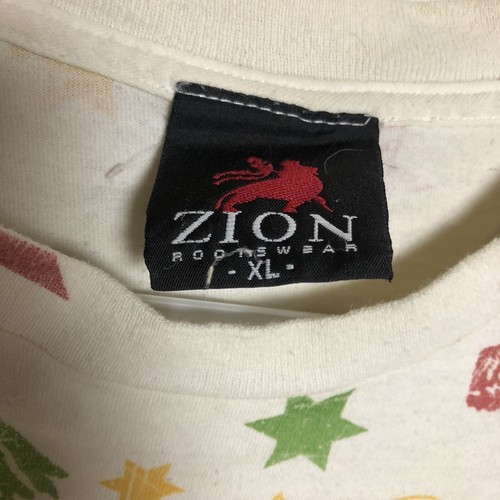 ZION
ROOTSWEAR
- XL -